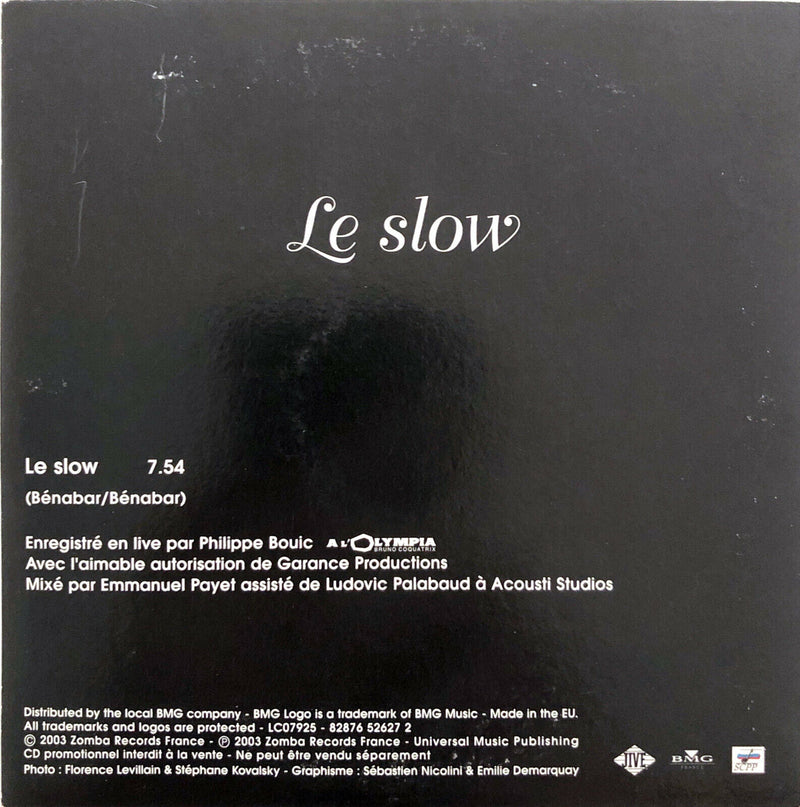 Le slow
Le slow 7.54
(Bénabar/Bénabar)
Enregistré en live par Philippe Bouic A L'OLYMPIA
BRUNO COQUATRIX
Avec l'aimable autorisation de Garance Productions
Mixé par Emmanuel Payet assisté de Ludovic Palabaud à Acousti Studios
Distributed by the local BMG company - BMG Logo is a trademark of BMG Music - Made in the EU.
All trademarks and logos are protected - LC07925 - 82876 52627 2
© 2003 Zomba Records France - ℗ 2003 Zomba Records France - Universal Music Publishing
CD promotionnel interdit à la vente - Ne peut être vendu séparement
Photo : Florence Levillain & Stéphane Kovalsky - Graphisme : Sébastien Nicolini & Emilie Demarquay
JIVE
BMG
FRANCE
SCPP